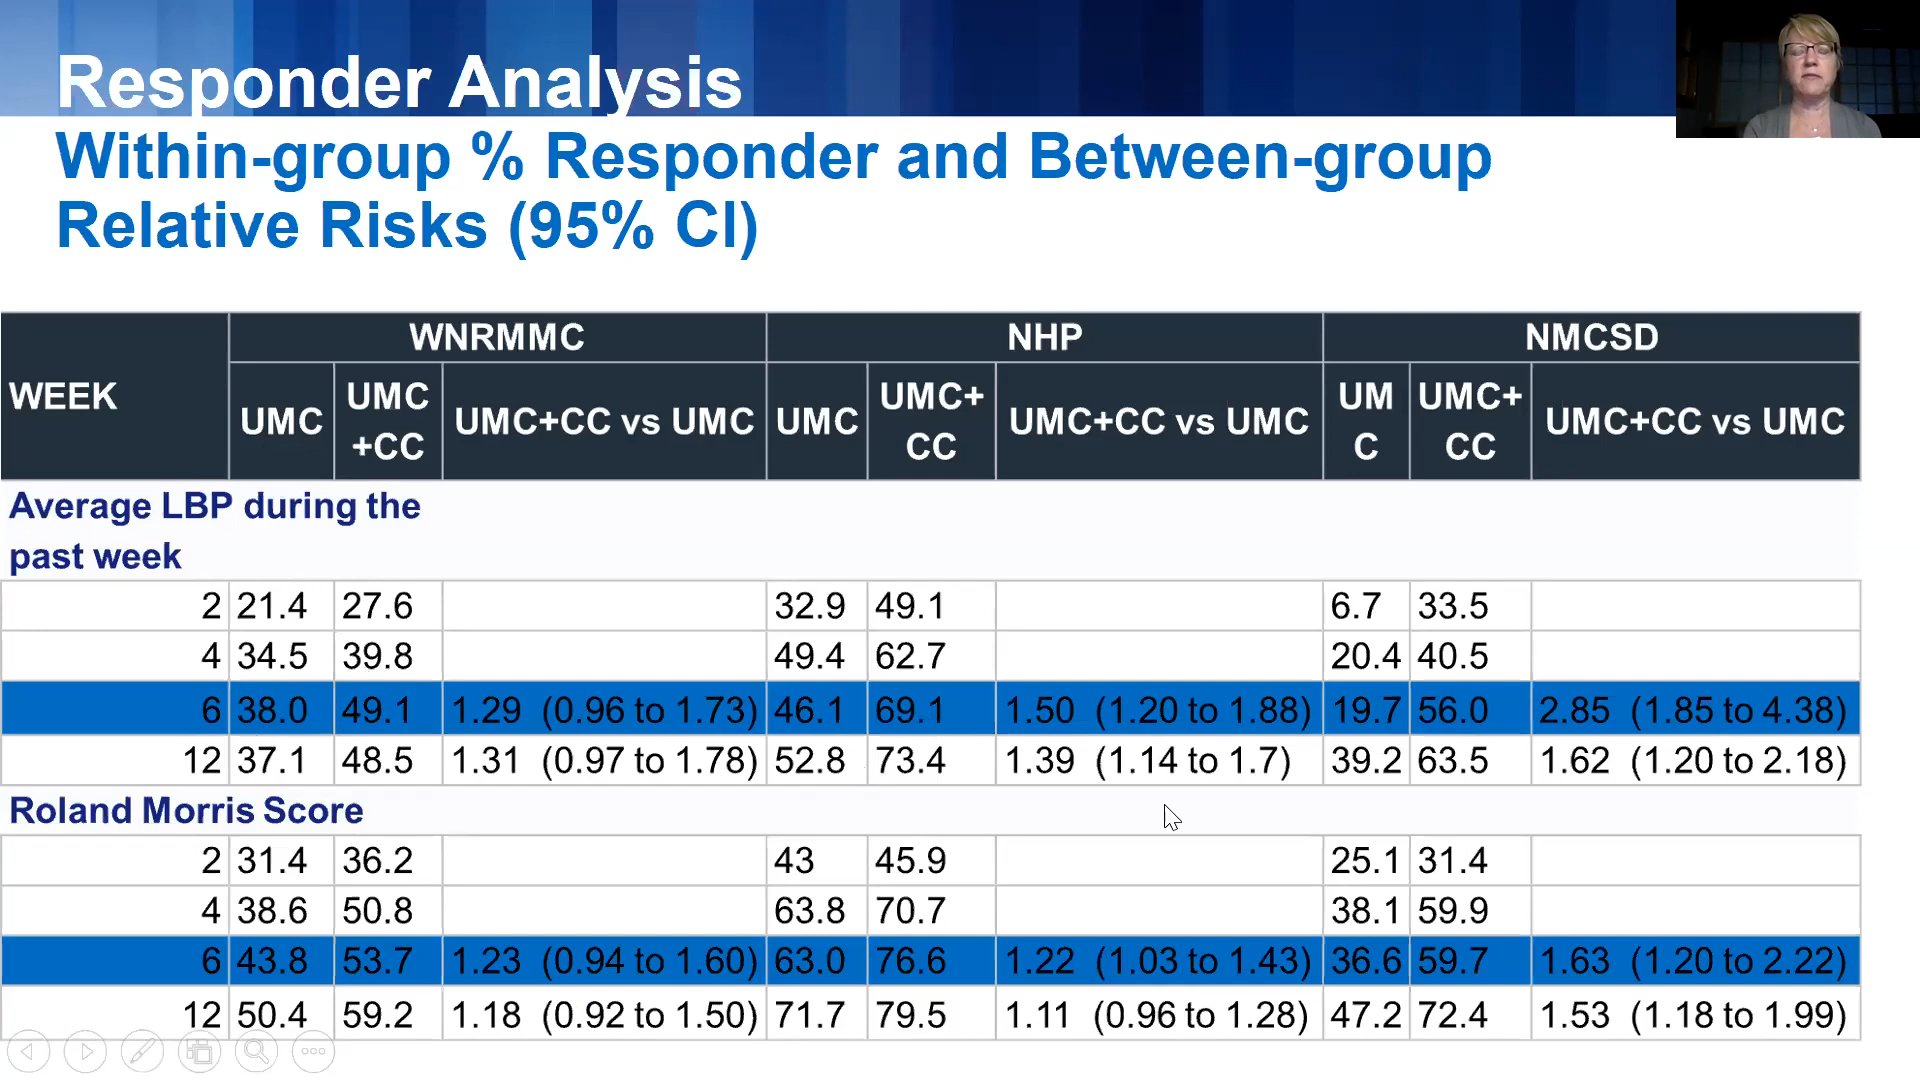 Responder Analysis
Within-group % Responder and Between-group
Relative Risks (95% CI)
WEEK WNRMMC NHP NMCSD
UMC UMC +CC UMC+CC vs UMC UMC UMC+ CC UMC+CC vs UMC UM C UMC+ CC UMC+CC vs UMC
Average LBP during the
past week
2 21.4 27.6 32.9 49.1 6.7 33.5
4 34.5 39.8 49.4 62.7 20.4 40.5
6 38.0 49.1 1.29 (0.96 to 1.73) 46.1 69.1 1.50 (1.20 to 1.88) 19.7 56.0 2.85 (1.85 to 4.38)
12 37.1 48.5 1.31 (0.97 to 1.78) 52.8 73.4 1.39 (1.14 to 1.7) 39.2 63.5 1.62 (1.20 to 2.18)
Roland Morris Score
2 31.4 36.2 43 45.9 25.1 31.4
4 38.6 50.8 63.8 70.7 38.1 59.9
6 43.8 53.7 1.23 (0.94 to 1.60) 63.0 76.6 1.22 (1.03 to 1.43) 36.6 59.7 1.63 (1.20 to 2.22)
12 50.4 59.2 1.18 (0.92 to 1.50) 71.7 79.5 1.11 (0.96 to 1.28) 47.2 72.4 1.53 (1.18 to 1.99)